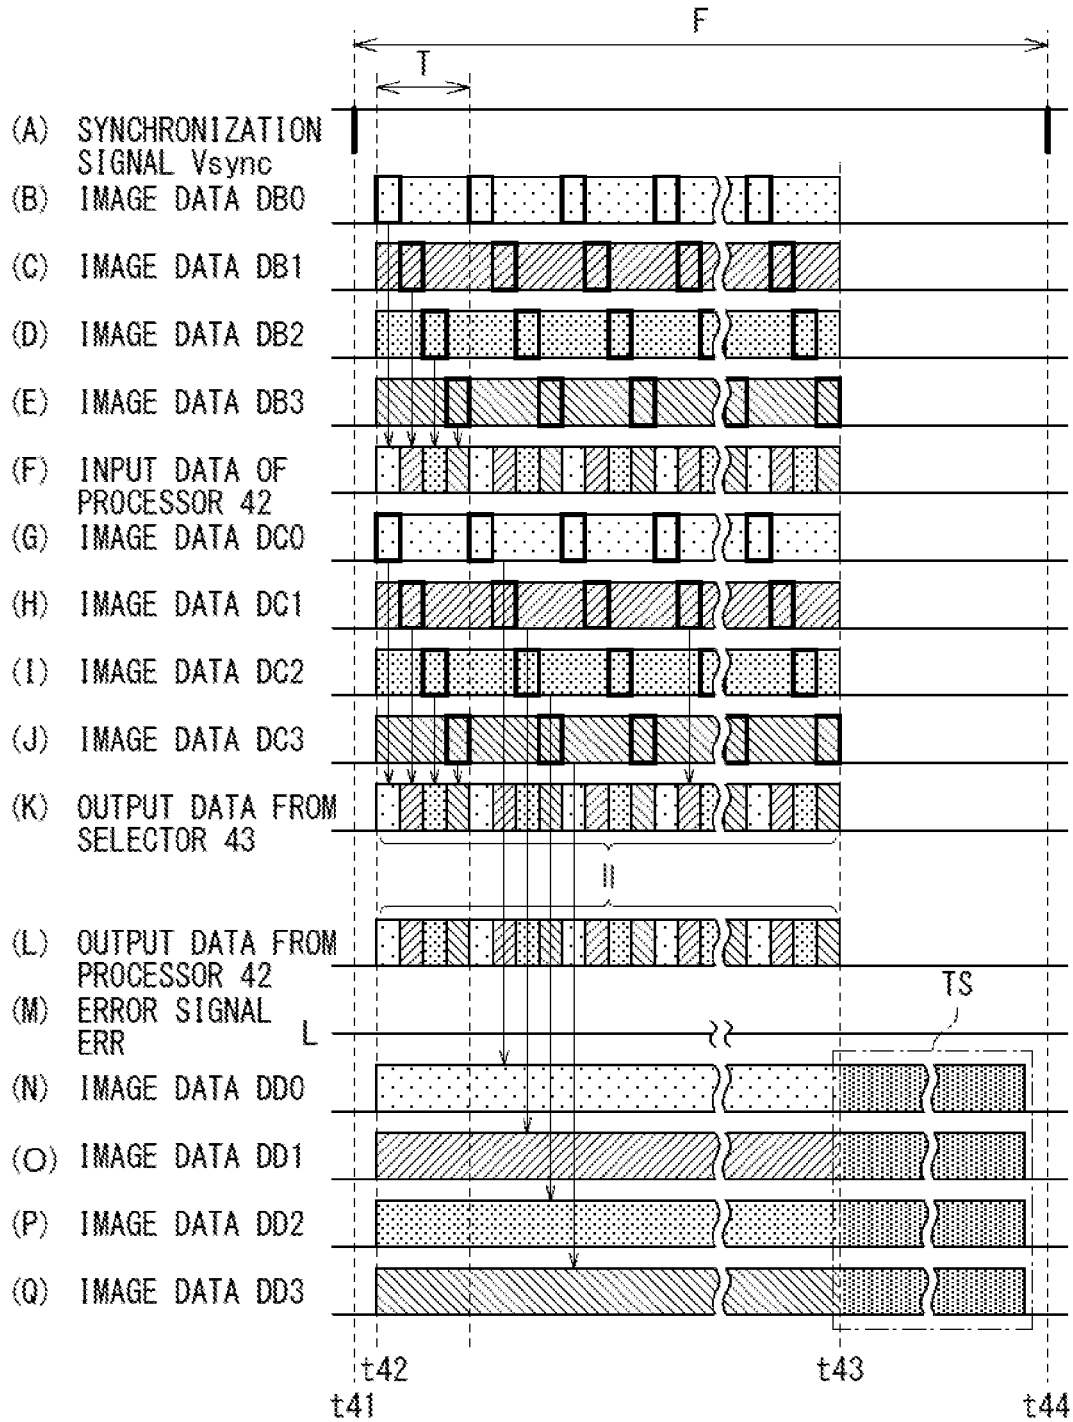 F
T
(A) SYNCHRONIZATION
SIGNAL Vsync
(B) IMAGE DATA DB0
(C) IMAGE DATA DB1
(D) IMAGE DATA DB2
(E) IMAGE DATA DB3
(F) INPUT DATA OF
PROCESSOR 42
(G) IMAGE DATA DC0
(H) IMAGE DATA DC1
(I) IMAGE DATA DC2
(J) IMAGE DATA DC3
(K) OUTPUT DATA FROM
SELECTOR 43
(L) OUTPUT DATA FROM
PROCESSOR 42
TS
(M) ERROR SIGNAL
ERR L
(N) IMAGE DATA DD0
(O) IMAGE DATA DD1
(P) IMAGE DATA DD2
(Q) IMAGE DATA DD3
t42 t43
t41 t44